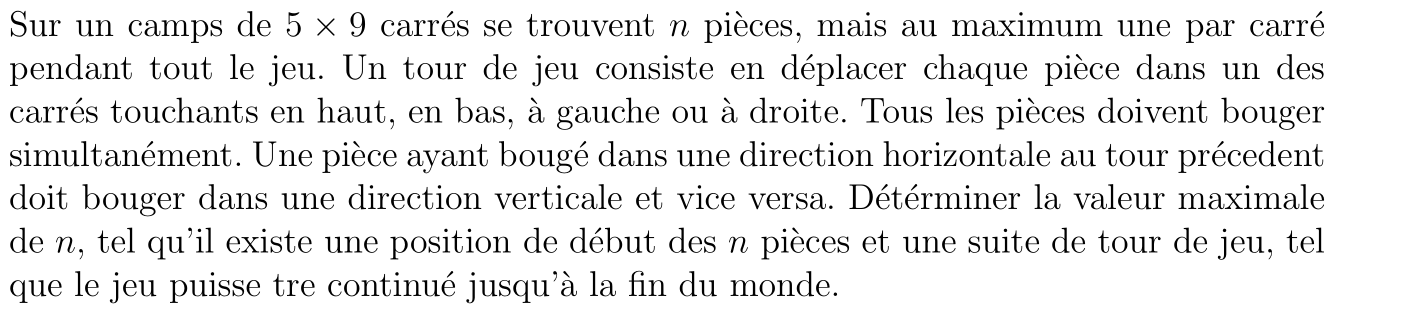 Sur un camps de 5 × 9 carrés se trouvent n pièces, mais au maximum une par carré
pendant tout le jeu. Un tour de jeu consiste en déplacer chaque pièce dans un des
carrés touchants en haut, en bas, à gauche ou à droite. Tous les pièces doivent bouger
simultanément. Une pièce ayant bougé dans une direction horizontale au tour précedent
doit bouger dans une direction verticale et vice versa. Détérminer la valeur maximale
de n, tel qu'il existe une position de début des n pièces et une suite de tour de jeu, tel
que le jeu puisse tre continué jusqu'à la fin du monde.